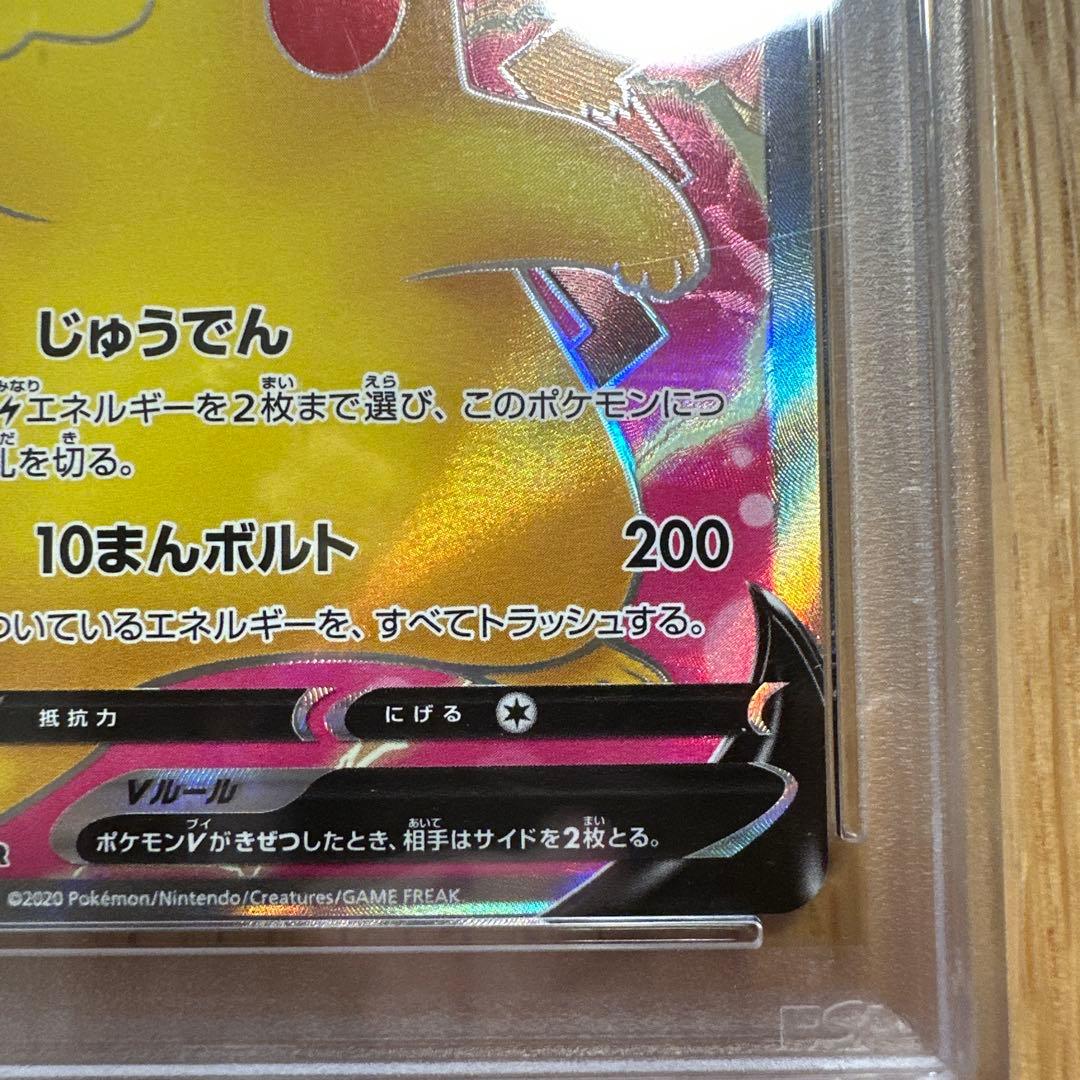 じゅうでん
エネルギーを2枚まで選び、このポケモンにつ
札を切る。
10まんボルト 200
ついているエネルギーを、すべてトラッシュする。
抵抗力 にげる
Vルール
ポケモンVがきぜつしたとき、相手はサイドを2枚とる。
R
©2020 Pokémon/Nintendo/Creatures/GAME FREAK
PSA